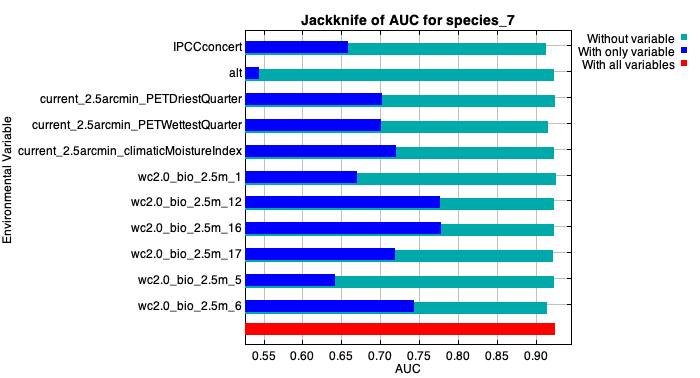 Jackknife of AUC for species_7
Without variable
With only variable
With all variables
Environmental Variable
IPCCconcert
alt
current_2.5arcmin_PETDriestQuarter
current_2.5arcmin_PETWettestQuarter
current_2.5arcmin_climaticMoistureIndex
wc2.0_bio_2.5m_1
wc2.0_bio_2.5m_12
wc2.0_bio_2.5m_16
wc2.0_bio_2.5m_17
wc2.0_bio_2.5m_5
wc2.0_bio_2.5m_6
0.55 0.60 0.65 0.70 0.75 0.80 0.85 0.90
AUC